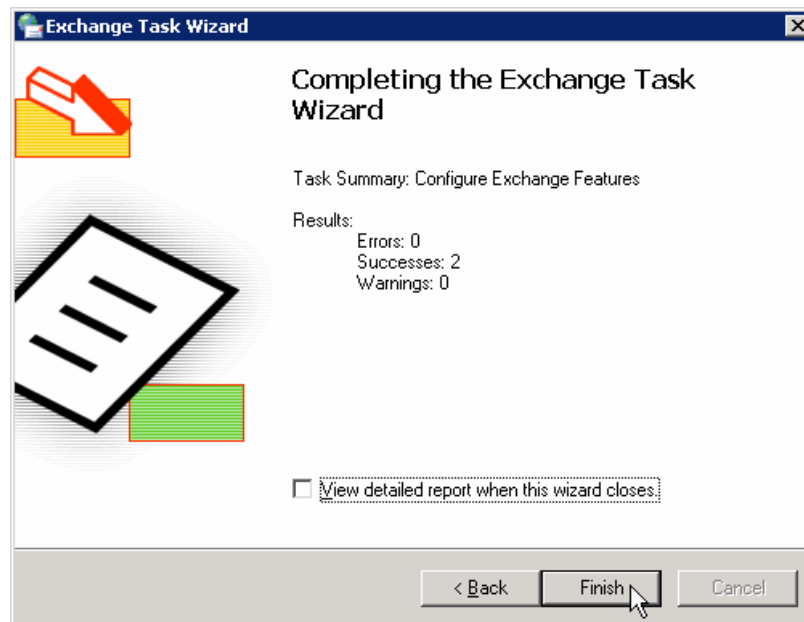 Exchange Task Wizard
Completing the Exchange Task
Wizard
Task Summary: Configure Exchange Features
Results:
Errors: 0
Successes: 2
Warnings: 0
View detailed report when this wizard closes.
< Back
Finish
Cancel